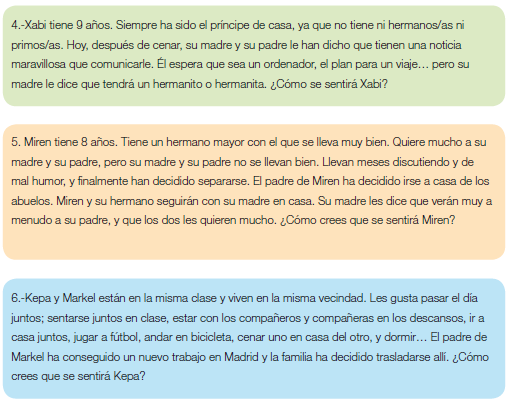 4.-Xabi tiene 9 años. Siempre ha sido el príncipe de casa, ya que no tiene ni hermanos/as ni
primos/as. Hoy, después de cenar, su madre y su padre le han dicho que tienen una noticia
maravillosa que comunicarle. Él espera que sea un ordenador, el plan para un viaje… pero su
madre le dice que tendrá un hermanito o hermanita. ¿Cómo se sentirá Xabi?
5. Miren tiene 8 años. Tiene un hermano mayor con el que se lleva muy bien. Quiere mucho a su
madre y su padre, pero su madre y su padre no se llevan bien. Llevan meses discutiendo y de
mal humor, y finalmente han decidido separarse. El padre de Miren ha decidido irse a casa de los
abuelos. Miren y su hermano seguirán con su madre en casa. Su madre les dice que verán muy a
menudo a su padre, y que los dos les quieren mucho. ¿Cómo crees que se sentirá Miren?
6.-Kepa y Markel están en la misma clase y viven en la misma vecindad. Les gusta pasar el día
juntos; sentarse juntos en clase, estar con los compañeros y compañeras en los descansos, ir a
casa juntos, jugar a fútbol, andar en bicicleta, cenar uno en casa del otro, y dormir… El padre de
Markel ha conseguido un nuevo trabajo en Madrid y la familia ha decidido trasladarse allí. ¿Cómo
crees que se sentirá Kepa?